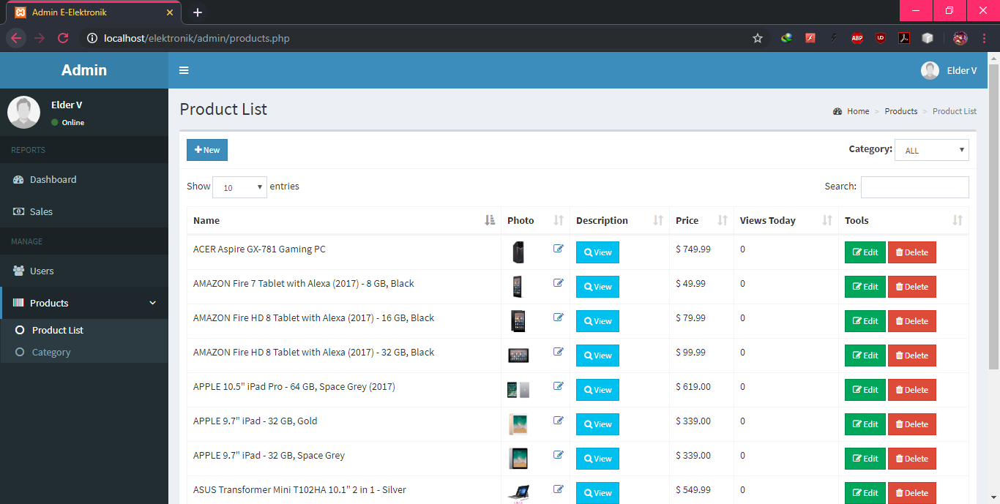 Admin E-Elektronik
localhost/elektronik/admin/products.php
ABP
Admin
Elder V
Elder V
Online
REPORTS
Dashboard
Sales
MANAGE
Users
Products
Product List
Category
Product List
Home > Products > Product List
New
Category: ALL
Show 10 entries
Search:
Name Photo Description Price Views Today Tools
ACER Aspire GX-781 Gaming PC View $ 749.99 0 Edit Delete
AMAZON Fire 7 Tablet with Alexa (2017) - 8 GB, Black View $ 49.99 0 Edit Delete
AMAZON Fire HD 8 Tablet with Alexa (2017) - 16 GB, Black View $ 79.99 0 Edit Delete
AMAZON Fire HD 8 Tablet with Alexa (2017) - 32 GB, Black View $ 99.99 0 Edit Delete
APPLE 10.5" iPad Pro - 64 GB, Space Grey (2017) View $ 619.00 0 Edit Delete
APPLE 9.7" iPad - 32 GB, Gold View $ 339.00 0 Edit Delete
APPLE 9.7" iPad - 32 GB, Space Grey View $ 339.00 0 Edit Delete
ASUS Transformer Mini T102HA 10.1" 2 in 1 - Silver View $ 549.99 0 Edit Delete